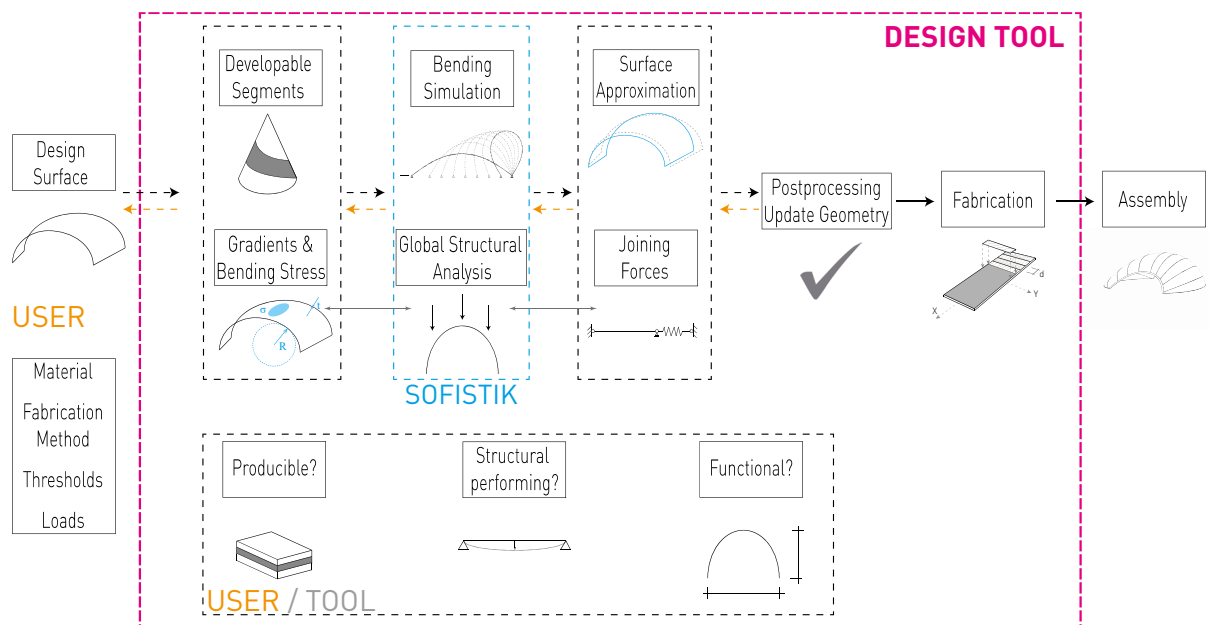 DESIGN TOOL
Design
Surface
USER
Material
Fabrication
Method
Thresholds
Loads
Developable
Segments
Gradients &
Bending Stress
σ
t
R
Bending
Simulation
Global Structural
Analysis
SOFISTIK
Surface
Approximation
Joining
Forces
Postprocessing
Update Geometry
Fabrication
d
Y
X
Assembly
Producible?
Structural
performing?
Functional?
USER / TOOL